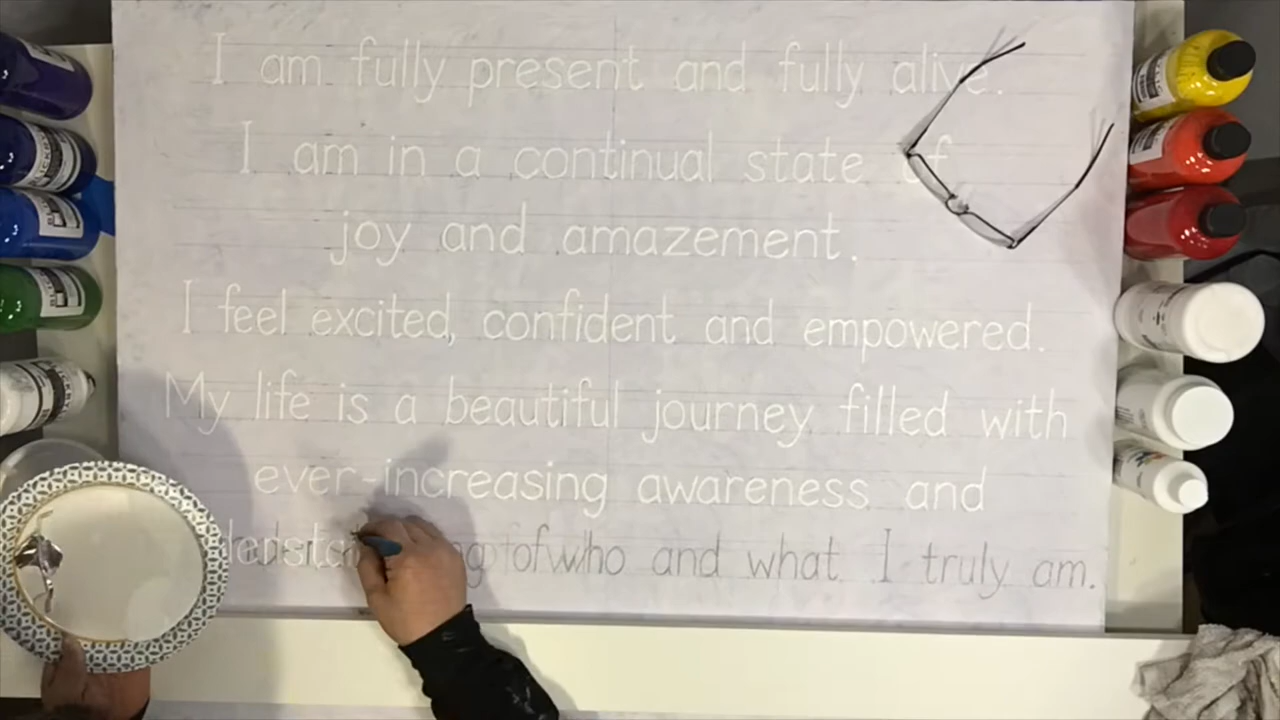 I am fully present and fully alive.
I am in a continual state of
joy and amazement.
I feel excited, confident and empowered.
My life is a beautiful journey filled with
ever-increasing awareness and
of who and what I truly am.